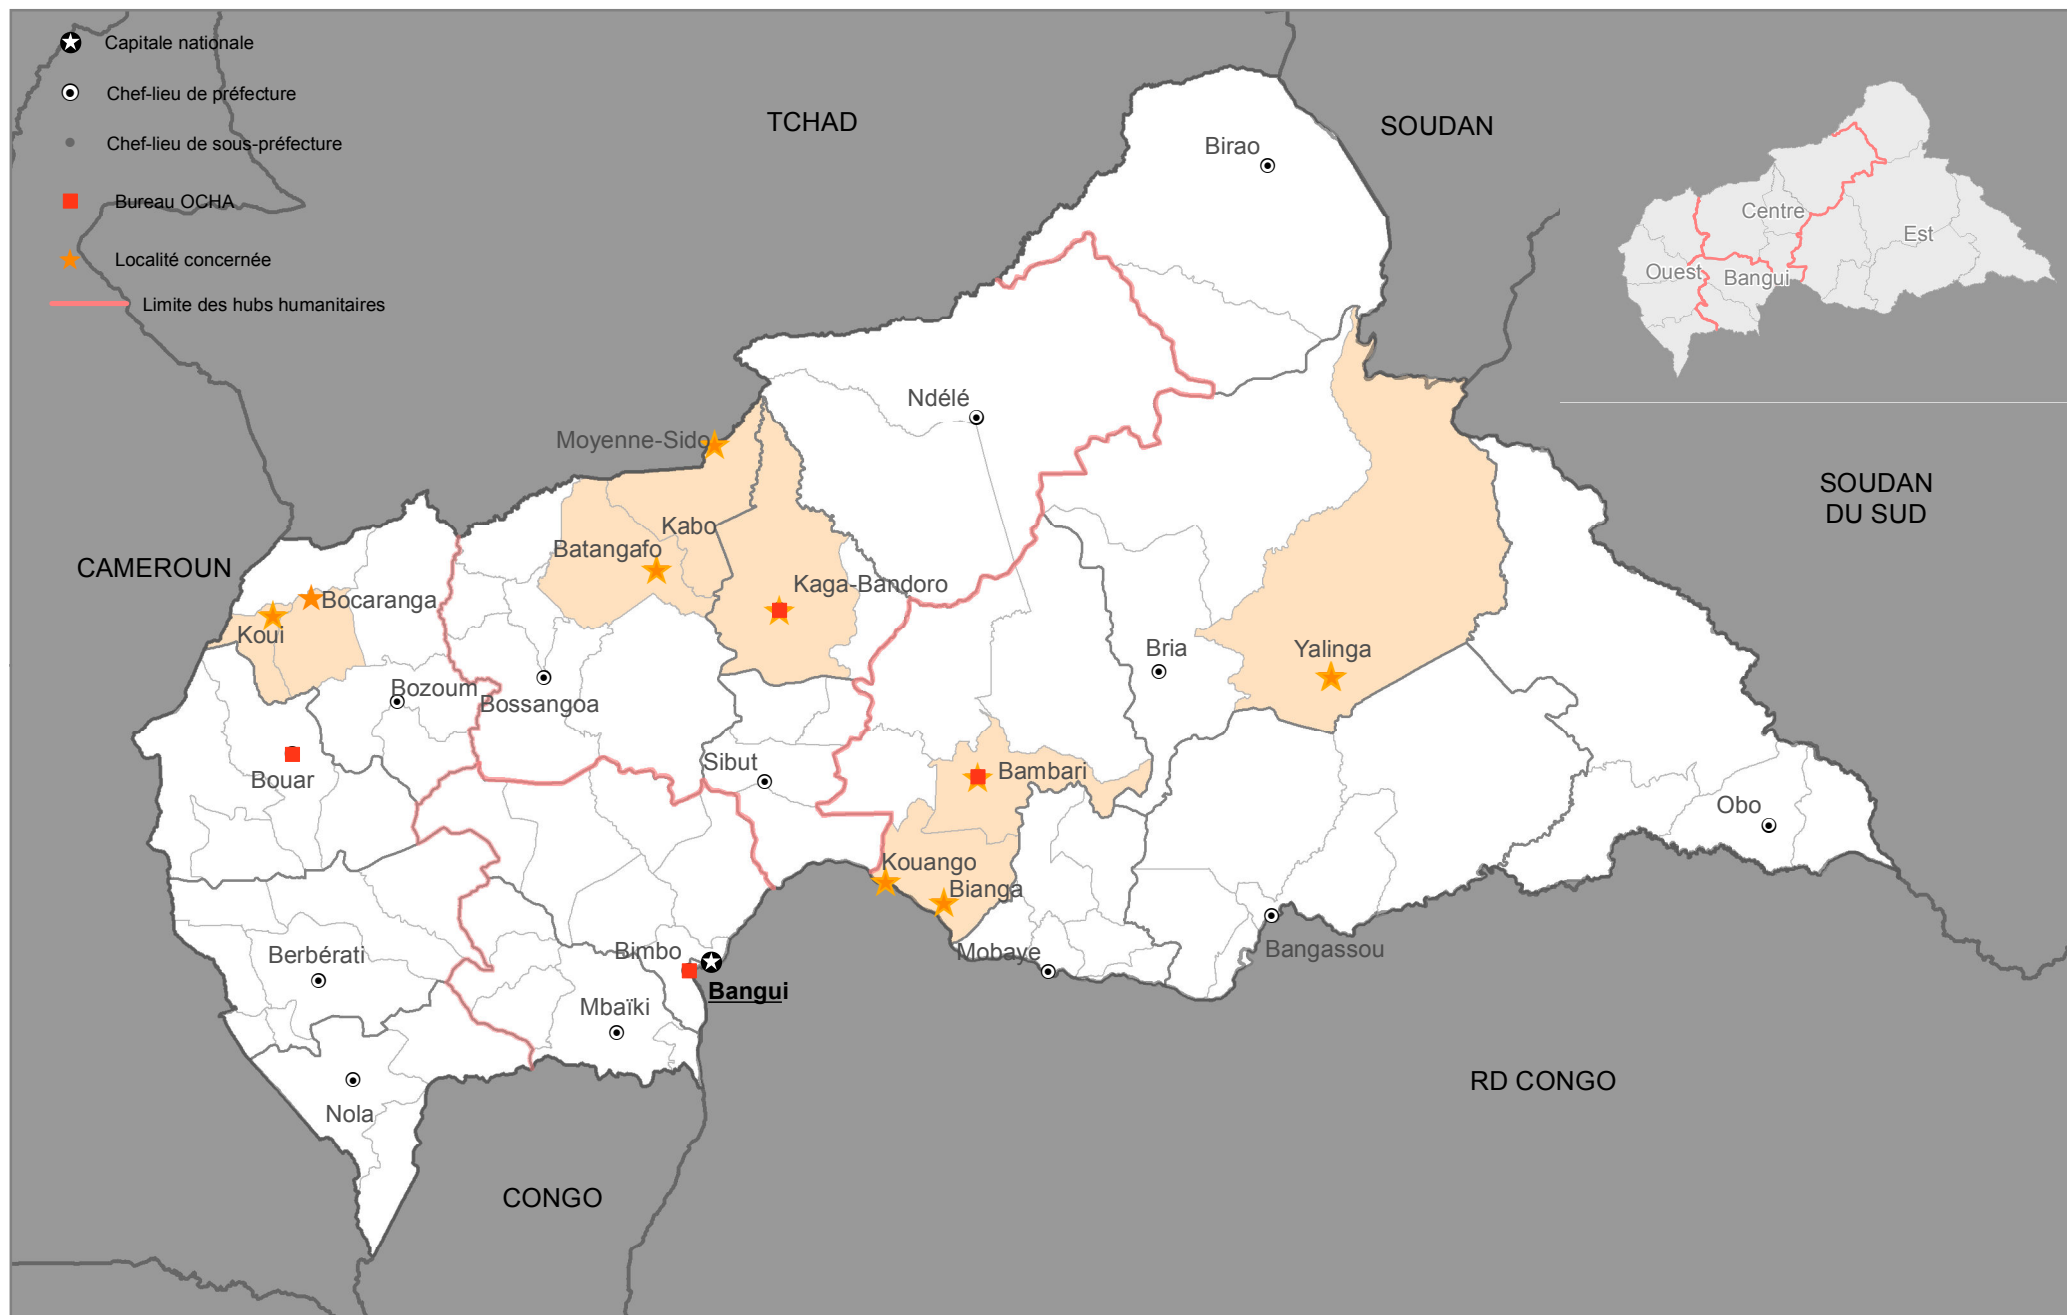 Capitale nationale
Chef-lieu de préfecture
Chef-lieu de sous-préfecture
Bureau OCHA
Localité concernée
Limite des hubs humanitaires
TCHAD
SOUDAN
Birao
Centre
Est
Ouest
Bangui
Ndélé
Moyenne-Sido
SOUDAN
DU SUD
Kabo
Batangafo
CAMEROUN
Kaga-Bandoro
Bocaranga
Koui
Bria
Yalinga
Bozoum
Bossangoa
Sibut
Bouar
Bambari
Obo
Kouango
Bianga
Berbérati
Bimbo
Mobaye
Bangassou
Bangui
Mbaïki
RD CONGO
Nola
CONGO